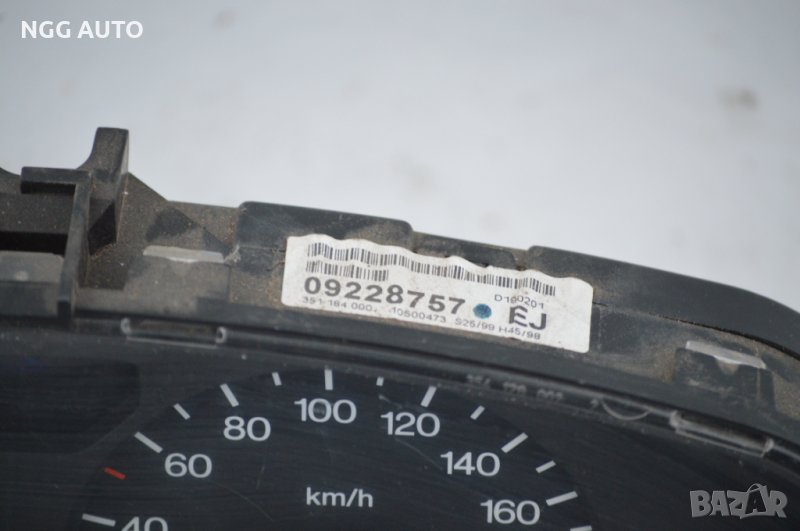 NGG AUTO
D160201
09228757 EJ
351 184 000 10600473 S25/99 H45/98
80 100 120
60 140
40 km/h 160
BAZAR
.bg